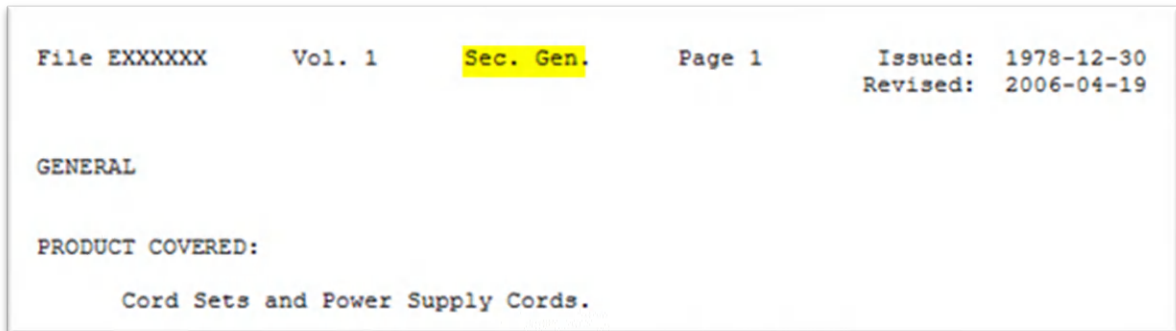 File EXXXXXX Vol. 1 Sec. Gen. Page 1 Issued: 1978-12-30
Revised: 2006-04-19
GENERAL
PRODUCT COVERED:
Cord Sets and Power Supply Cords.